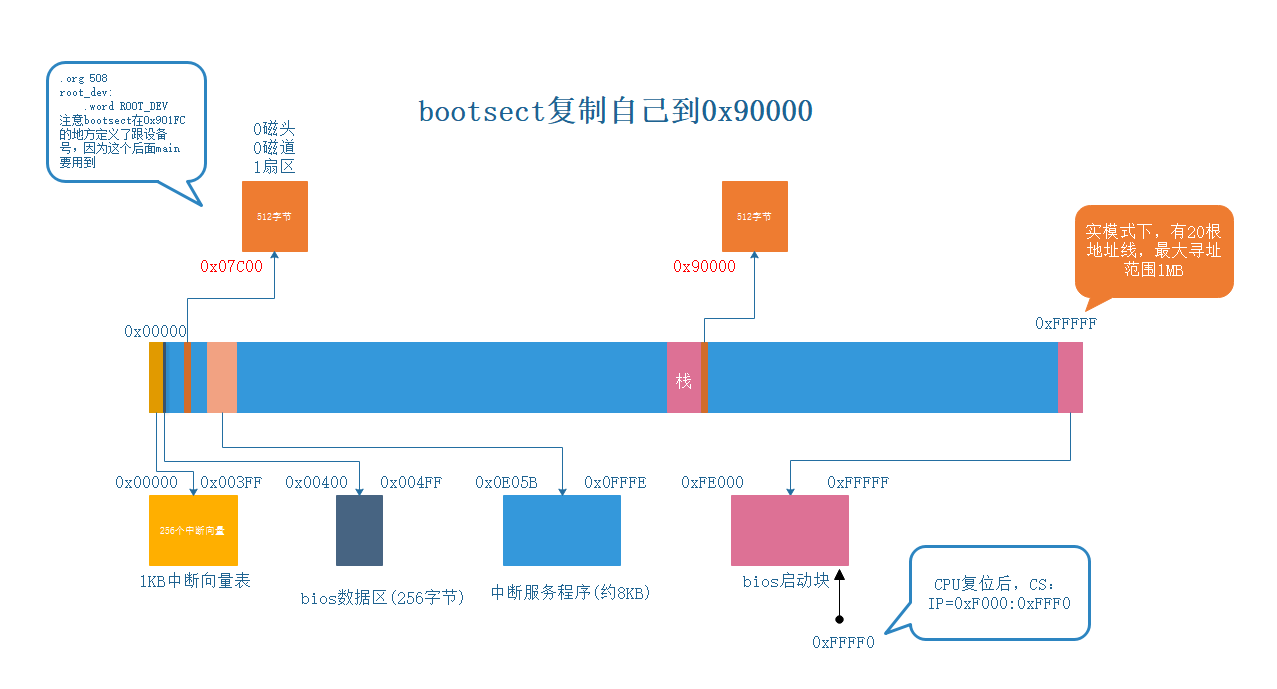 .org 508
root_dev:
.word ROOT_DEV
注意bootsect在0x901FC
的地方定义了跟设备
号，因为这个后面main
要用到
bootsect复制自己到0x90000
0磁头
0磁道
1扇区
512字节
512字节
0x07C00
0x90000
实模式下，有20根
地址线，最大寻址
范围1MB
0x00000
0xFFFFF
栈
0x00000
0x003FF
0x00400
0x004FF
0x0E05B
0x0FFFE
0xFE000
0xFFFFF
256个中断向量
1KB中断向量表
bios数据区(256字节)
中断服务程序(约8KB)
bios启动块
CPU复位后，CS:
IP=0xF000:0xFFF0
0xFFFF0